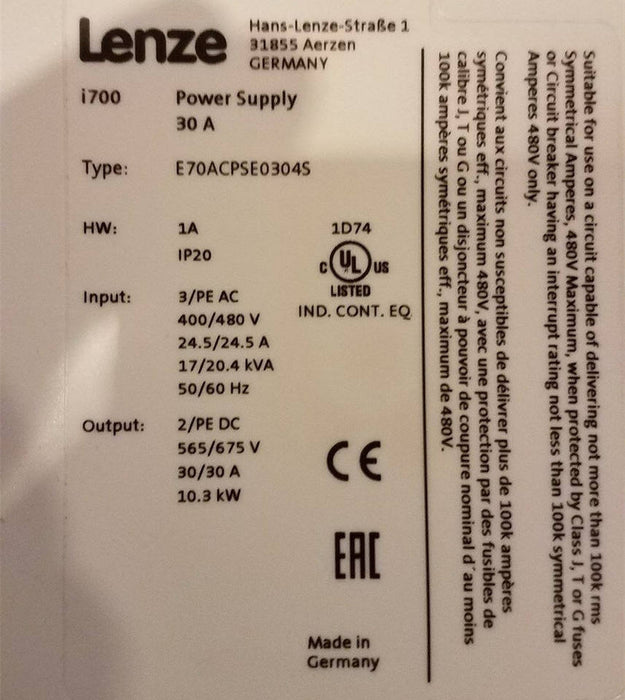 Lenze
Hans-Lenze-Straße 1
31855 Aerzen
GERMANY
i700 Power Supply
30 A
Type: E70ACPSE0304S
HW: 1A
IP20
1D74
C UL US
LISTED
IND. CONT. EQ
Input: 3/PE AC
400/480 V
24.5/24.5 A
17/20.4 kVA
50/60 Hz
Output: 2/PE DC
565/675 V
30/30 A
10.3 kW
CE
EAC
Made in
Germany
Suitable for use on a circuit capable of delivering not more than 100k rms
Symmetrical Amperes, 480V Maximum, when protected by Class J, T or G fuses
or Circuit breaker having an interrupt rating not less than 100k symmetrical
Amperes 480V only.
Convient aux circuits non susceptibles de délivrer plus de 100k ampères
symétriques eff., maximum 480V, avec une protection par des fusibles de
calibre J, T ou G ou un disjoncteur à pouvoir de coupure nominal d´au moins
100k ampères symétriques eff., maximum de 480V.